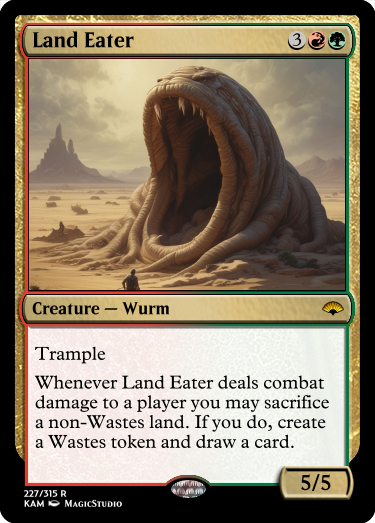 Land Eater 3
Creature — Wurm
Trample
Whenever Land Eater deals combat
damage to a player you may sacrifice
a non-Wastes land. If you do, create
a Wastes token and draw a card.
5/5
227/315 R
KAM MagicStudio